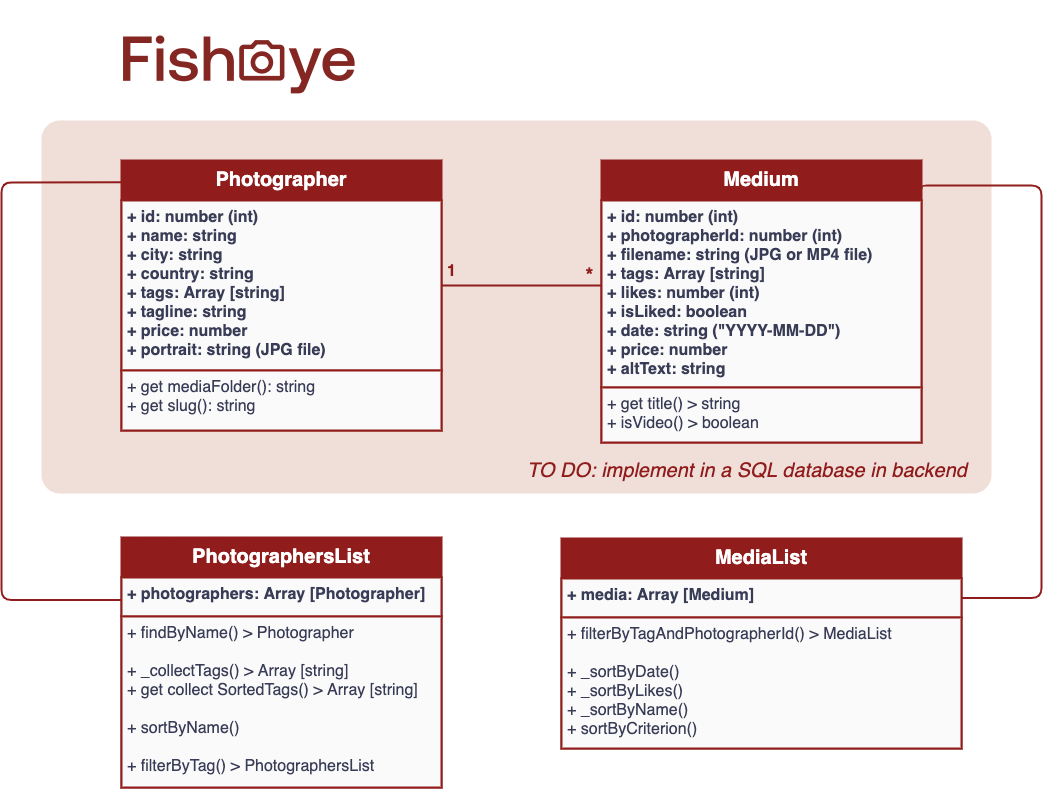 Fisheye
Photographer
+ id: number (int)
+ name: string
+ city: string
+ country: string
+ tags: Array [string]
+ tagline: string
+ price: number
+ portrait: string (JPG file)
+ get mediaFolder(): string
+ get slug(): string
1
*
Medium
+ id: number (int)
+ photographerId: number (int)
+ filename: string (JPG or MP4 file)
+ tags: Array [string]
+ likes: number (int)
+ isLiked: boolean
+ date: string ("YYYY-MM-DD")
+ price: number
+ altText: string
+ get title() > string
+ isVideo() > boolean
TO DO: implement in a SQL database in backend
PhotographersList
+ photographers: Array [Photographer]
+ findByName() > Photographer
+ _collectTags() > Array [string]
+ get collect SortedTags() > Array [string]
+ sortByName()
+ filterByTag() > PhotographersList
MediaList
+ media: Array [Medium]
+ filterByTagAndPhotographerId() > MediaList
+ _sortByDate()
+ _sortByLikes()
+ _sortByName()
+ sortByCriterion()